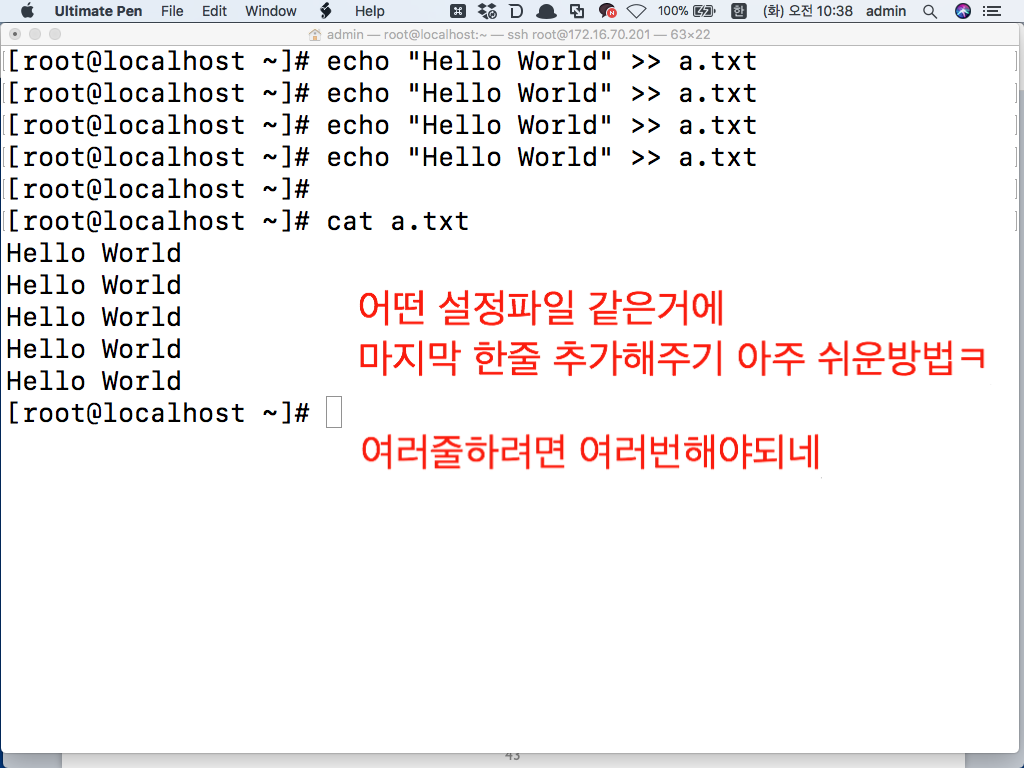 Ultimate Pen File Edit Window Help 100% 한 (화) 오전 10:38 admin
admin — root@localhost:~ — ssh root@172.16.70.201 — 63×22
[root@localhost ~]# echo "Hello World" >> a.txt
[root@localhost ~]# echo "Hello World" >> a.txt
[root@localhost ~]# echo "Hello World" >> a.txt
[root@localhost ~]# echo "Hello World" >> a.txt
[root@localhost ~]#
[root@localhost ~]# cat a.txt
Hello World
Hello World
Hello World
Hello World
Hello World
[root@localhost ~]#
어떤 설정파일 같은거에
마지막 한줄 추가해주기 아주 쉬운방법ㅋ
여러줄하려면 여러번해야되네
43